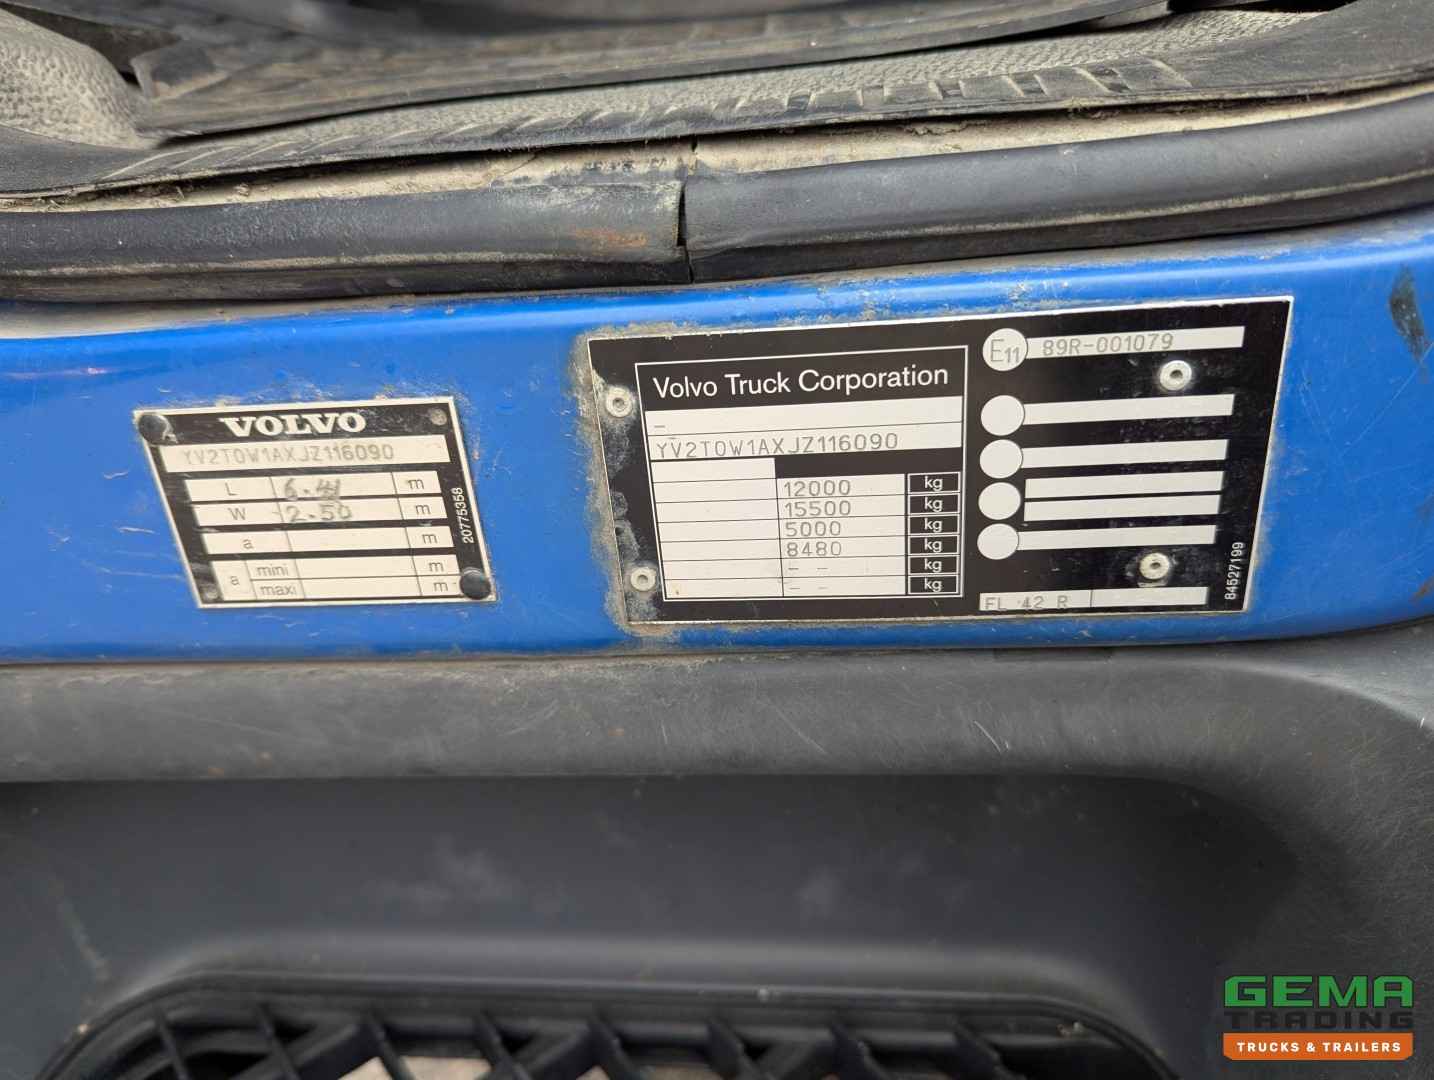 VOLVO
YV2T0W1AXJZ116090
L 6.41 m
W 2.50 m
a m
a mini m
maxi m
20775358
Volvo Truck Corporation
–
YV2T0W1AXJZ116090
12000 kg
15500 kg
5000 kg
8480 kg
– – kg
– – kg
E11 89R-001079
FL 42 R
84527199
GEMA
TRADING
TRUCKS & TRAILERS